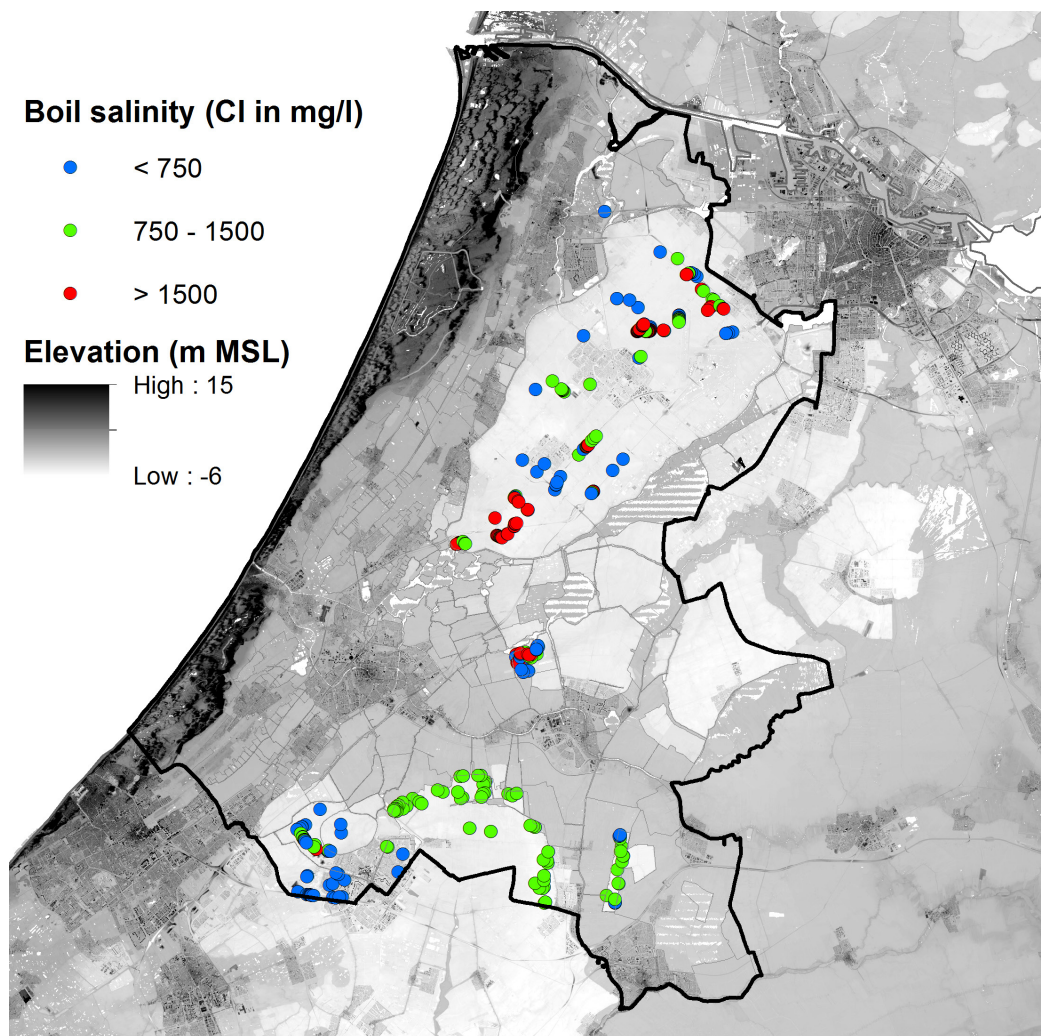 Boil salinity (Cl in mg/l)
< 750
750 - 1500
> 1500
Elevation (m MSL)
High : 15
Low : -6